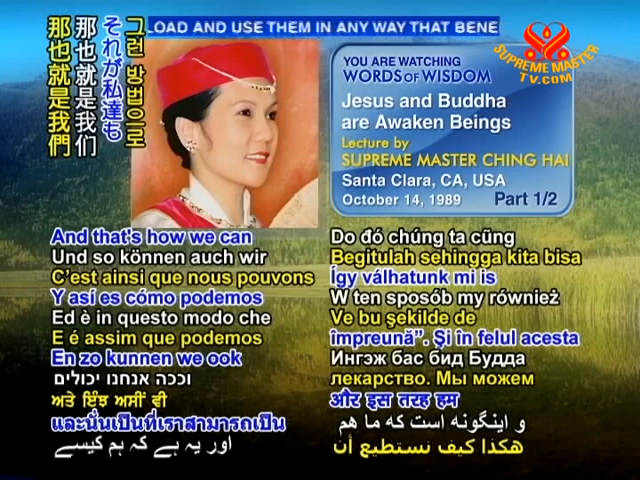 LOAD AND USE THEM IN ANY WAY THAT BENE
SUPREME MASTER
TV.COM
그런 방법으로
それが私達も
那也就是我们
那也就是我們
YOU ARE WATCHING
WORDS OF WISDOM
Jesus and Buddha
are Awaken Beings
Lecture by
SUPREME MASTER CHING HAI
Santa Clara, CA, USA
October 14, 1989 Part 1/2
And that's how we can
Und so können auch wir
C'est ainsi que nous pouvons
Y así es cómo podemos
Ed è in questo modo che
E é assim que podemos
En zo kunnen we ook
וככה אנחנו יכולים
ਅਤੇ ਇੰਝ ਅਸੀਂ ਵੀ
และนั่นเป็นที่เราสามารถเป็น
اور یہ ہے کہ ہم کیسے
Do đó chúng ta cũng
Begitulah sehingga kita bisa
Így válhatunk mi is
W ten sposób my również
Ve bu şekilde de
împreună”. Şi în felul acesta
Ингэж бас бид Будда
лекарство. Мы можем
और इस तरह हम
و اینگونه است که ما هم
هكذا كيف نستطيع أن